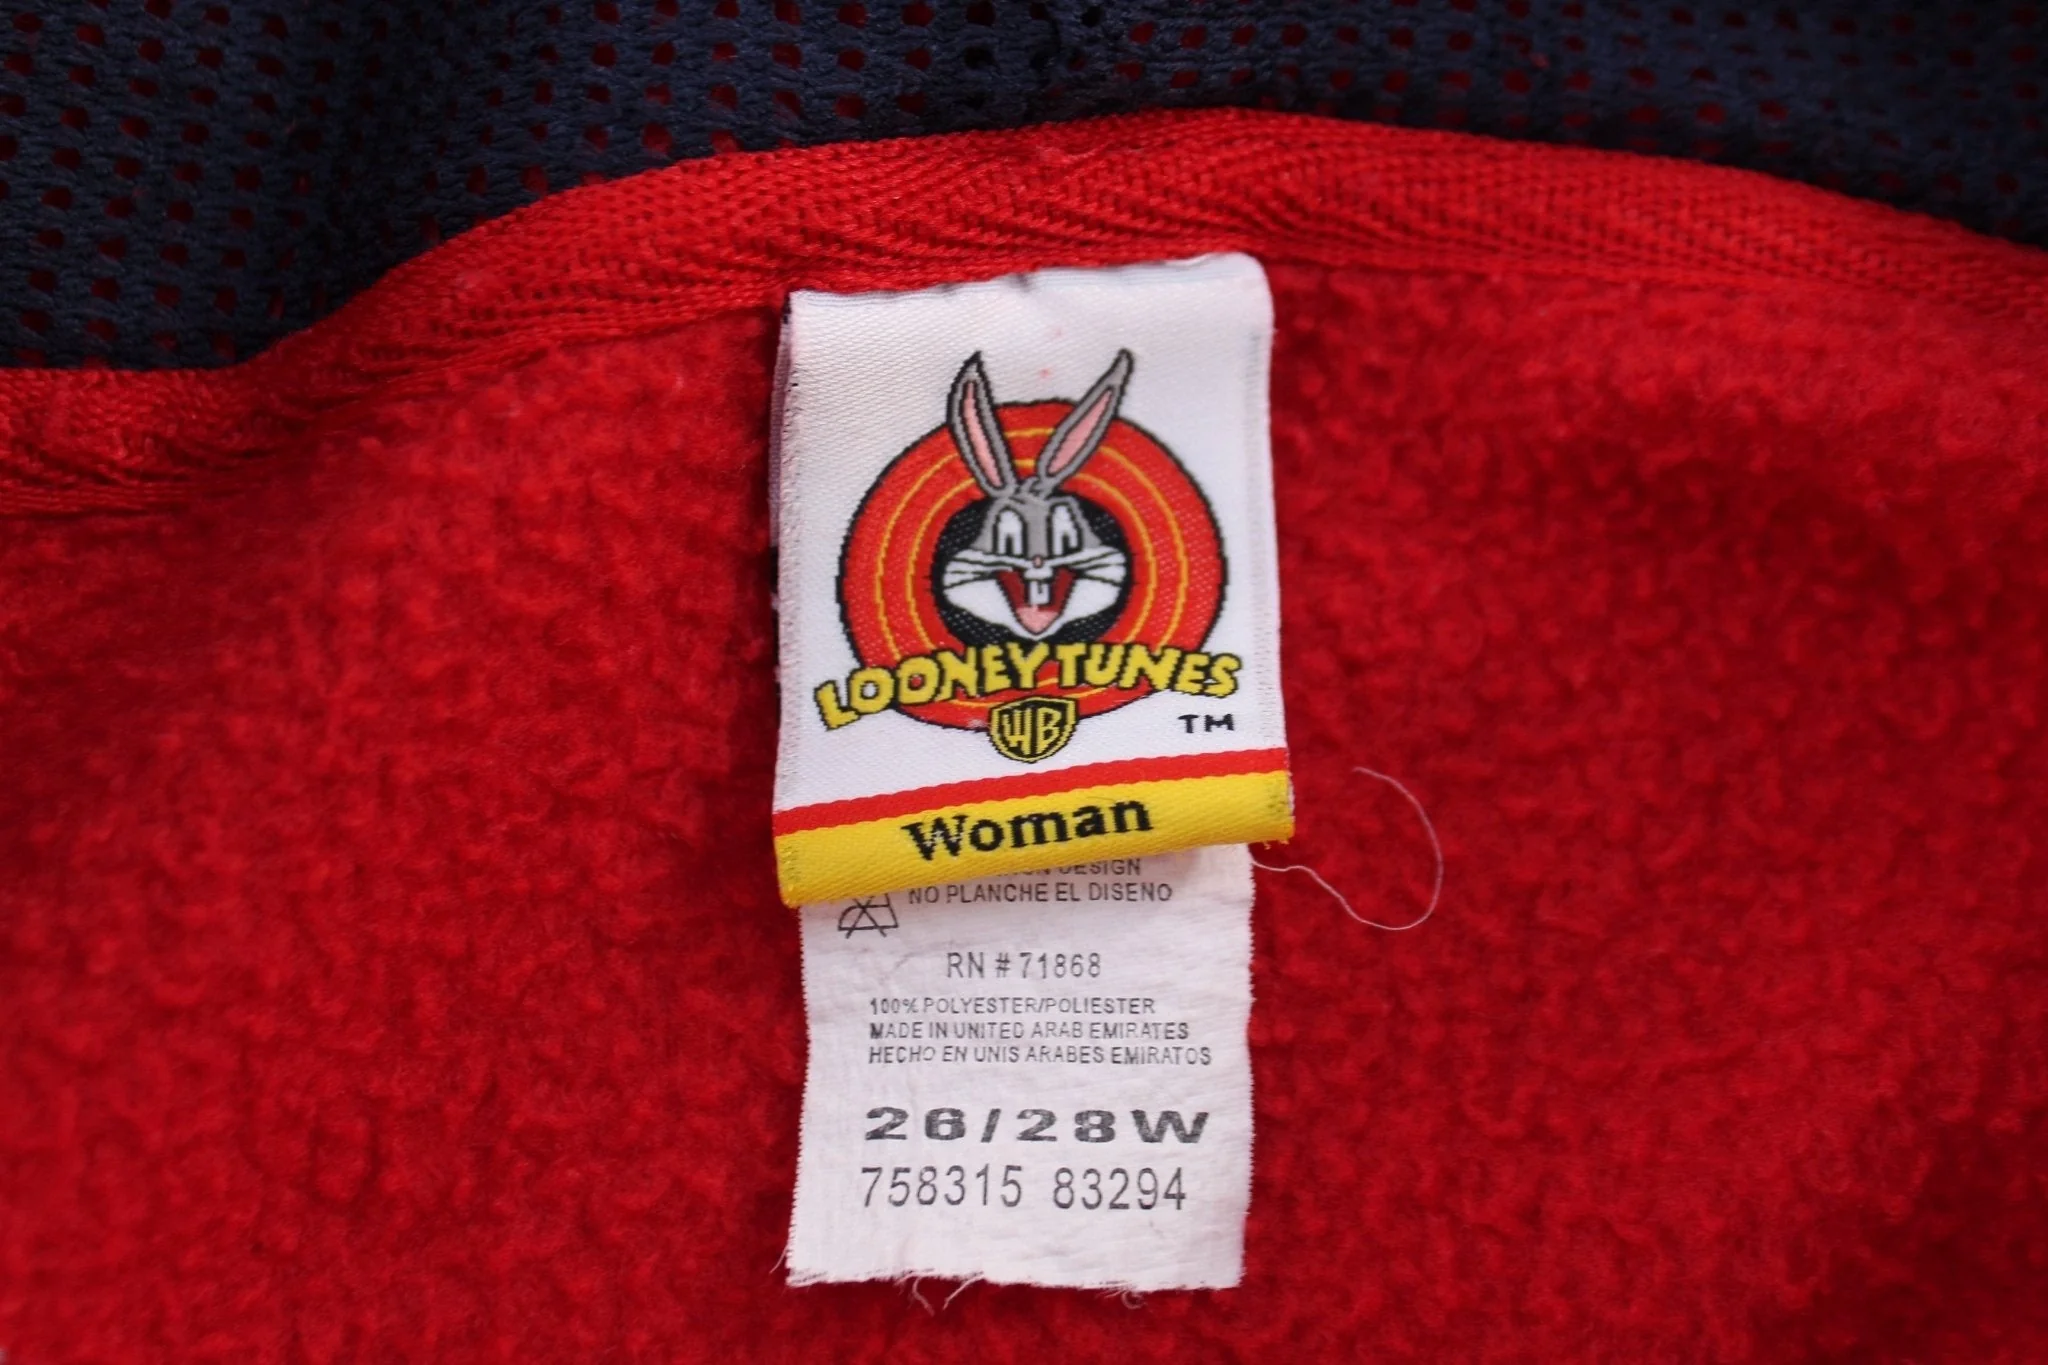 LOONEY TUNES
WB
TM
Woman
DESIGN
NO PLANCHE EL DISENO
RN # 71868
100% POLYESTER/POLIESTER
MADE IN UNITED ARAB EMIRATES
HECHO EN UNIS ARABES EMIRATOS
26/28W
758315 83294